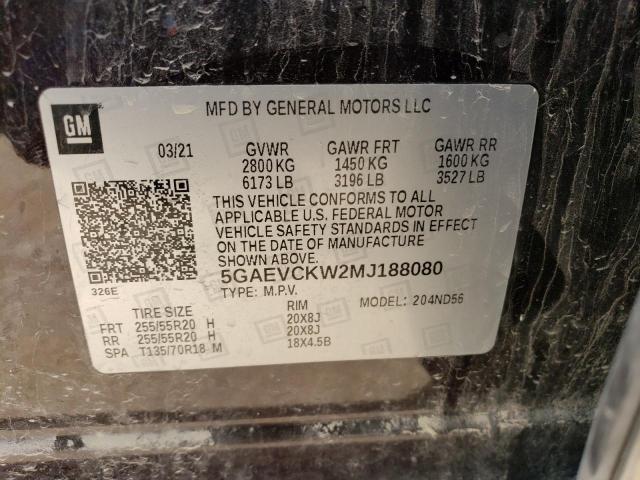 GM
MFD BY GENERAL MOTORS LLC
03/21 GVWR GAWR FRT GAWR RR
2800 KG 1450 KG 1600 KG
6173 LB 3196 LB 3527 LB
THIS VEHICLE CONFORMS TO ALL
APPLICABLE U.S. FEDERAL MOTOR
VEHICLE SAFETY STANDARDS IN EFFECT
ON THE DATE OF MANUFACTURE
SHOWN ABOVE.
326E
5GAEVCKW2MJ188080
TYPE: M.P.V.
MODEL: 204ND56
TIRE SIZE RIM
FRT 255/55R20 H 20X8J
RR 255/55R20 H 20X8J
SPA T135/70R18 M 18X4.5B